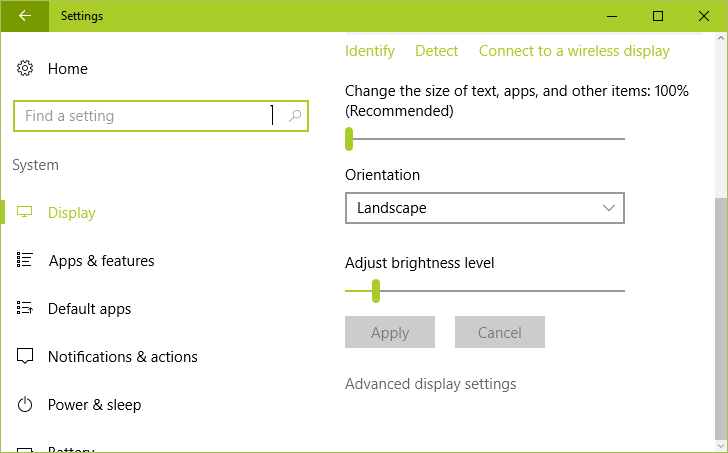 Settings
Home
Find a setting
System
Display
Apps & features
Default apps
Notifications & actions
Power & sleep
Battery
Identify Detect Connect to a wireless display
Change the size of text, apps, and other items: 100%
(Recommended)
Orientation
Landscape
Adjust brightness level
Apply Cancel
Advanced display settings